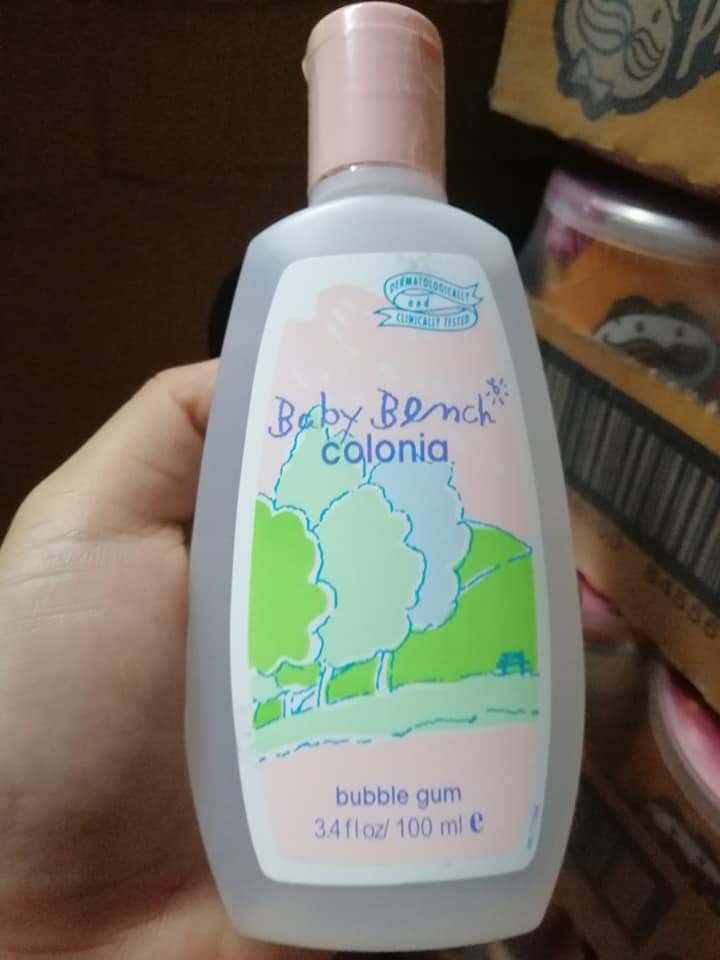 DERMATOLOGICALLY
and
CLINICALLY TESTED
Baby Bench
colonia
bubble gum
3.4 fl.oz/ 100 ml e